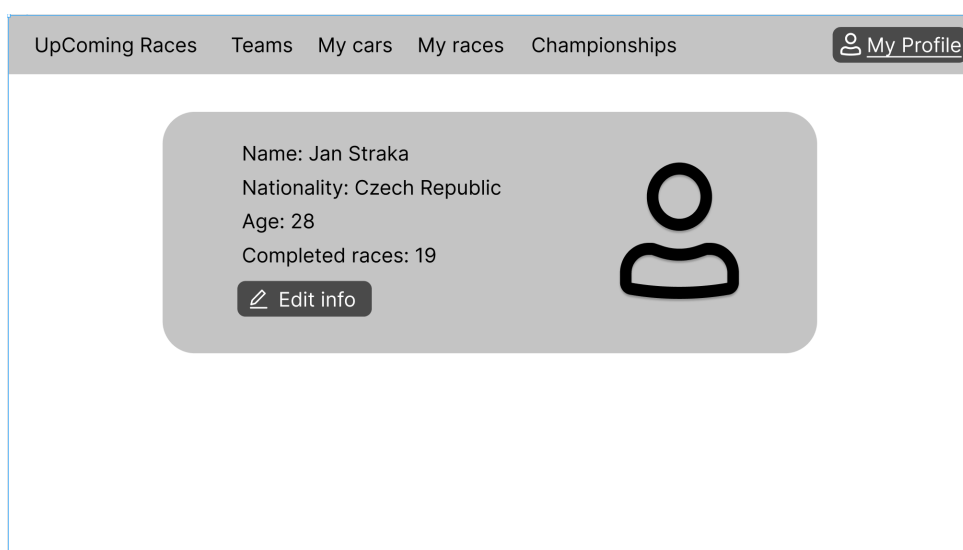 UpComing Races Teams My cars My races Championships My Profile
Name: Jan Straka
Nationality: Czech Republic
Age: 28
Completed races: 19
Edit info